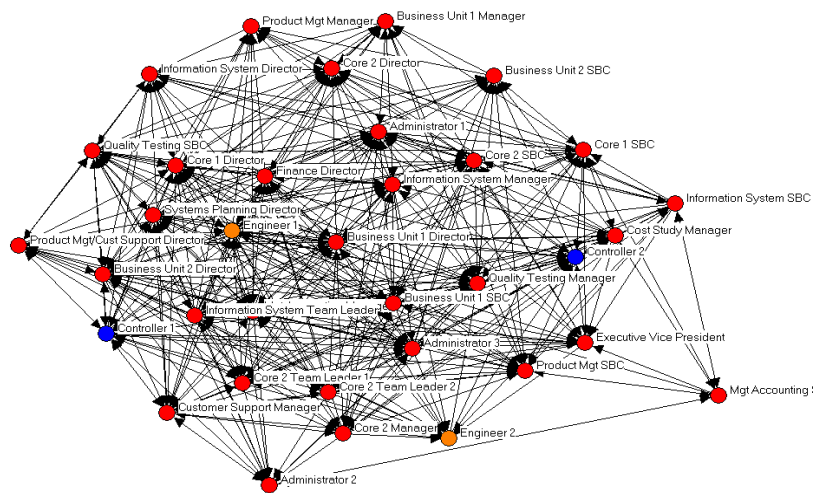 Business Unit 1 Manager
Product Mgt Manager
Core 2 Director
Information System Director
Business Unit 2 SBC
Administrator 1
Quality Testing SBC
Core 1 SBC
Core 1 Director
Core 2 SBC
Finance Director
Information System Manager
Information System SBC
Systems Planning Director
Engineer 1
Cost Study Manager
Product Mgt/Cust Support Director
Business Unit 1 Director
Controller 2
Business Unit 2 Director
Quality Testing Manager
Business Unit 1 SBC
Information System Team Leader
Controller 1
Administrator 3
Executive Vice President
Product Mgt SBC
Core 2 Team Leader 1
Core 2 Team Leader 2
Mgt Accounting S
Customer Support Manager
Core 2 Manager
Engineer 2
Administrator 2